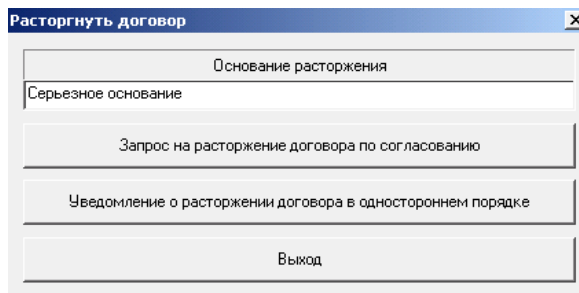 Расторгнуть договор
Основание расторжения
Серьезное основание
Запрос на расторжение договора по согласованию
Уведомление о расторжении договора в одностороннем порядке
Выход